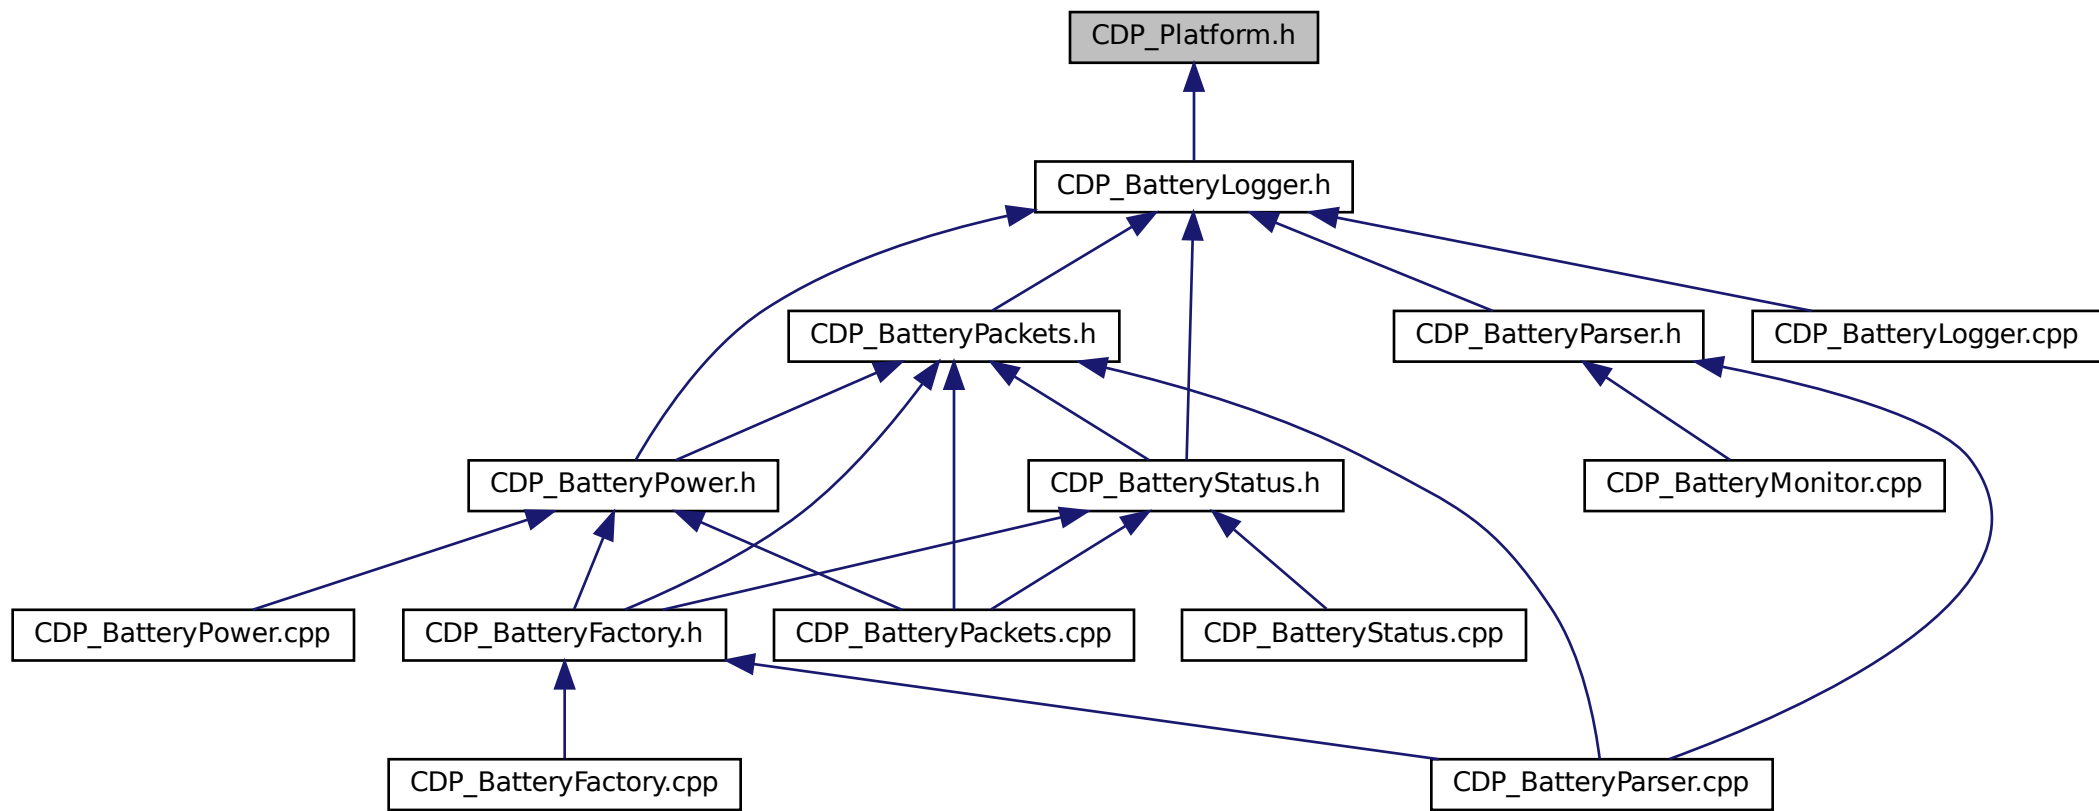 CDP_Platform.h
CDP_BatteryLogger.h
CDP_BatteryPackets.h
CDP_BatteryParser.h
CDP_BatteryLogger.cpp
CDP_BatteryPower.h
CDP_BatteryStatus.h
CDP_BatteryMonitor.cpp
CDP_BatteryPower.cpp
CDP_BatteryFactory.h
CDP_BatteryPackets.cpp
CDP_BatteryStatus.cpp
CDP_BatteryFactory.cpp
CDP_BatteryParser.cpp